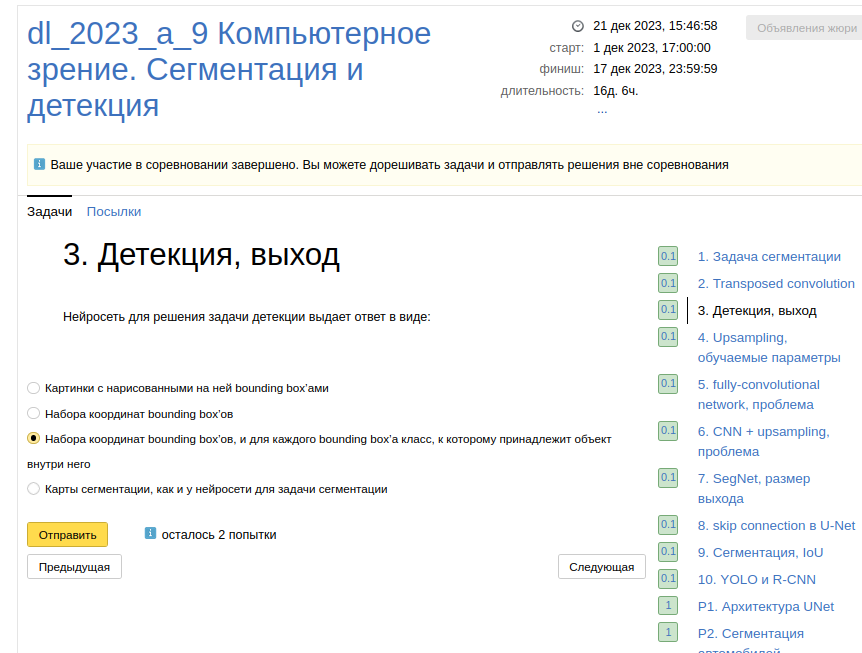 dl_2023_a_9 Компьютерное
зрение. Сегментация и
детекция
21 дек 2023, 15:46:58
старт: 1 дек 2023, 17:00:00
финиш: 17 дек 2023, 23:59:59
длительность: 16д. 6ч.
...
Объявления жюри
Ваше участие в соревновании завершено. Вы можете дорешивать задачи и отправлять решения вне соревнования
Задачи Посылки
3. Детекция, выход
Нейросеть для решения задачи детекции выдает ответ в виде:
Картинки с нарисованными на ней bounding box'ами
Набора координат bounding box'ов
Набора координат bounding box'ов, и для каждого bounding box'а класс, к которому принадлежит объект
внутри него
Карты сегментации, как и у нейросети для задачи сегментации
Отправить осталось 2 попытки
Предыдущая Следующая
0.1 1. Задача сегментации
0.1 2. Transposed convolution
0.1 3. Детекция, выход
0.1 4. Upsampling,
обучаемые параметры
0.1 5. fully-convolutional
network, проблема
0.1 6. CNN + upsampling,
проблема
0.1 7. SegNet, размер
выхода
0.1 8. skip connection в U-Net
0.1 9. Сегментация, IoU
0.1 10. YOLO и R-CNN
1 P1. Архитектура UNet
1 P2. Сегментация
автомобилей